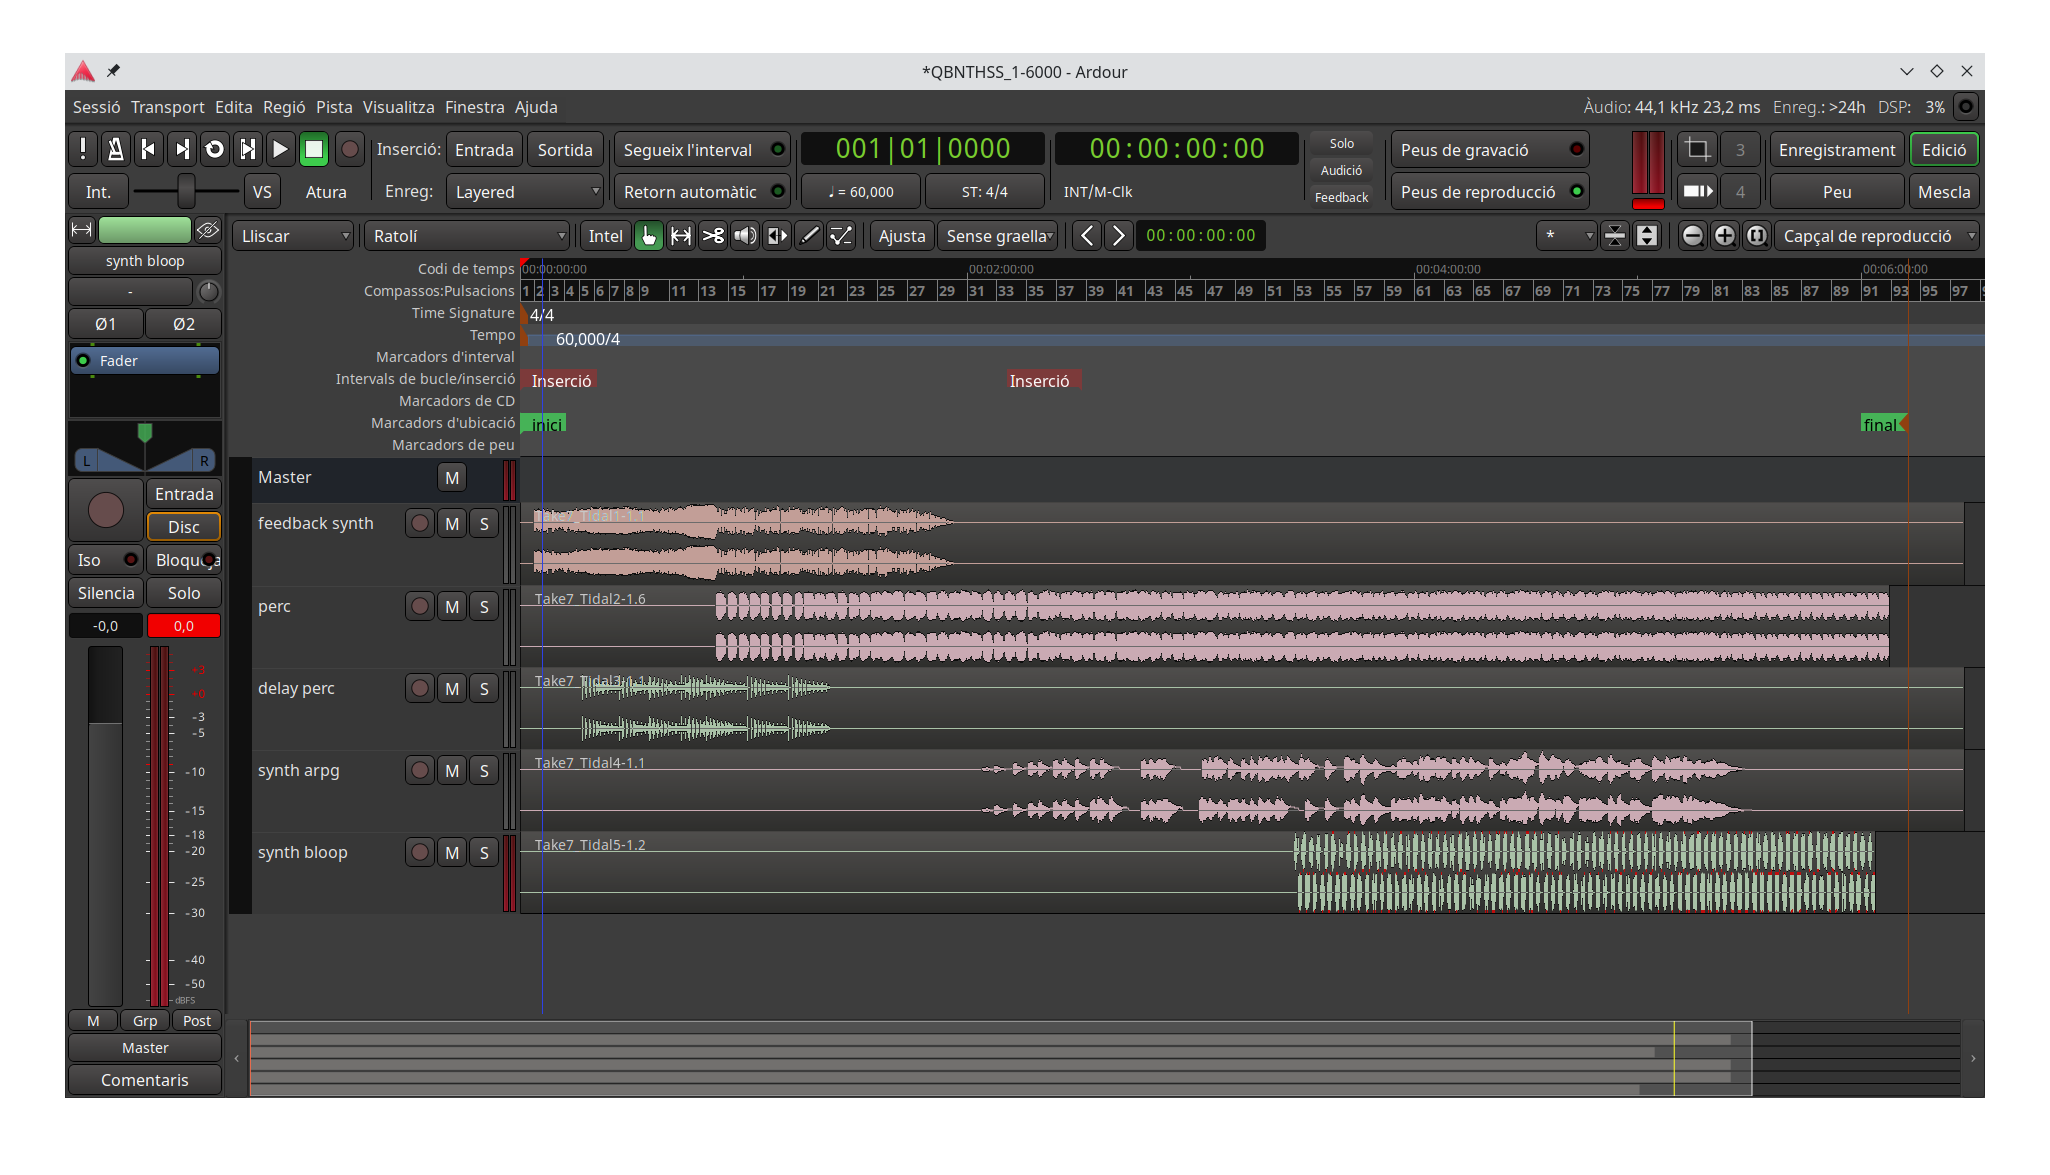 *QBNTHSS_1-6000 - Ardour
Sessió Transport Edita Regió Pista Visualitza Finestra Ajuda
Àudio: 44,1 kHz 23,2 ms Enreg.: >24h DSP: 3%
Inserció: Entrada Sortida Segueix l'interval 001|01|0000 00:00:00:00 Solo Peus de gravació 3 Enregistrament Edició
Audició
Int. VS Atura Enreg: Layered Retorn automàtic ♩ = 60,000 ST: 4/4 INT/M-Clk Feedback Peus de reproducció 4 Peu Mescla
Lliscar Ratolí Intel Ajusta Sense graella 00:00:00:00 * Capçal de reproducció
synth bloop
-
Ø1 Ø2
Fader
L R
Entrada
Disc
Iso
Silencia Solo
-0,0 0,0
+3
+0
-3
-5
-10
-15
-18
-20
-25
-30
-40
-50
dBFS
M Grp Post
Master
Comentaris
Codi de temps 00:00:00:00 00:02:00:00 00:04:00:00 00:06:00:00
Compassos:Pulsacions 1 2 3 4 5 6 7 8 9 11 13 15 17 19 21 23 25 27 29 31 33 35 37 39 41 43 45 47 49 51 53 55 57 59 61 63 65 67 69 71 73 75 77 79 81 83 85 87 89 91 93 95 97
Time Signature 4/4
Tempo 60,000/4
Marcadors d'interval
Intervals de bucle/inserció Inserció Inserció
Marcadors de CD
Marcadors d'ubicació inici final
Marcadors de peu
Master M
feedback synth M S Take7_Tidal1-1.1
perc M S Take7_Tidal2-1.6
delay perc M S Take7_Tidal3-1.1
synth arpg M S Take7_Tidal4-1.1
synth bloop M S Take7_Tidal5-1.2